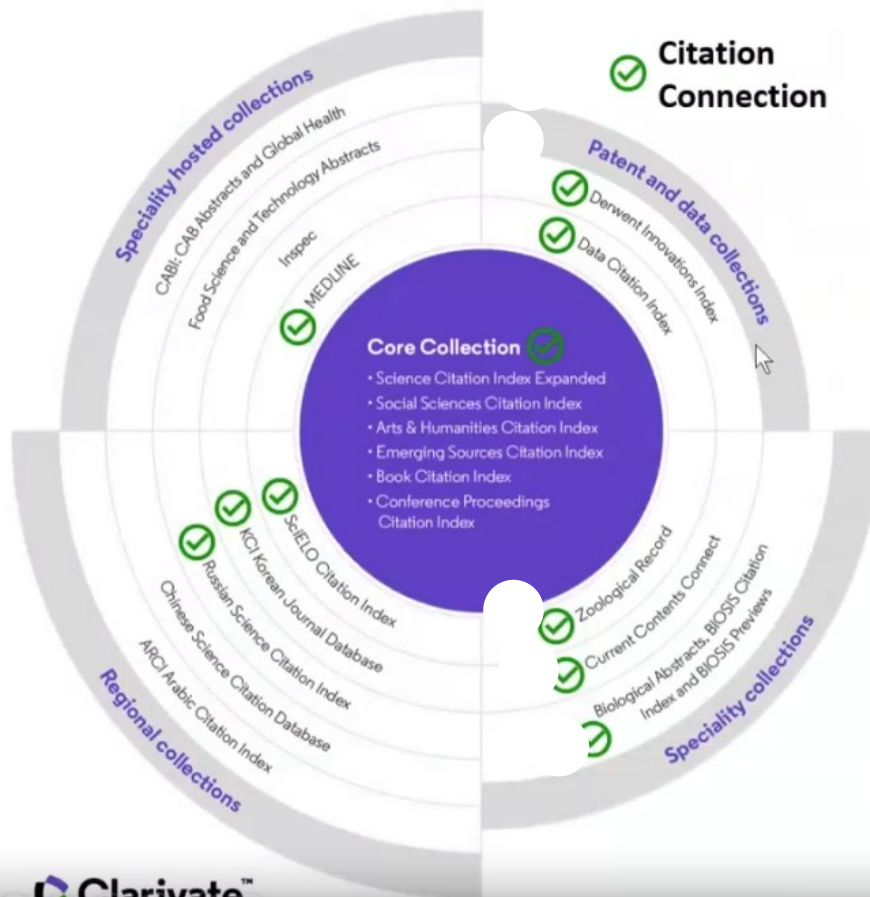 Citation
Connection
Speciality hosted collections
CABI: CAB Abstracts and Global Health
Food Science and Technology Abstracts
Inspec
MEDLINE
Patent and data collections
Derwent Innovations Index
Data Citation Index
Core Collection
• Science Citation Index Expanded
• Social Sciences Citation Index
• Arts & Humanities Citation Index
• Emerging Sources Citation Index
• Book Citation Index
• Conference Proceedings
Citation Index
SciELO Citation Index
KCI Korean Journal Database
Russian Science Citation Index
Chinese Science Citation Database
ARCI Arabic Citation Index
Regional collections
Zoological Record
Current Contents Connect
Biological Abstracts, BIOSIS Citation
Index and BIOSIS Previews
Speciality collections
Clarivate™